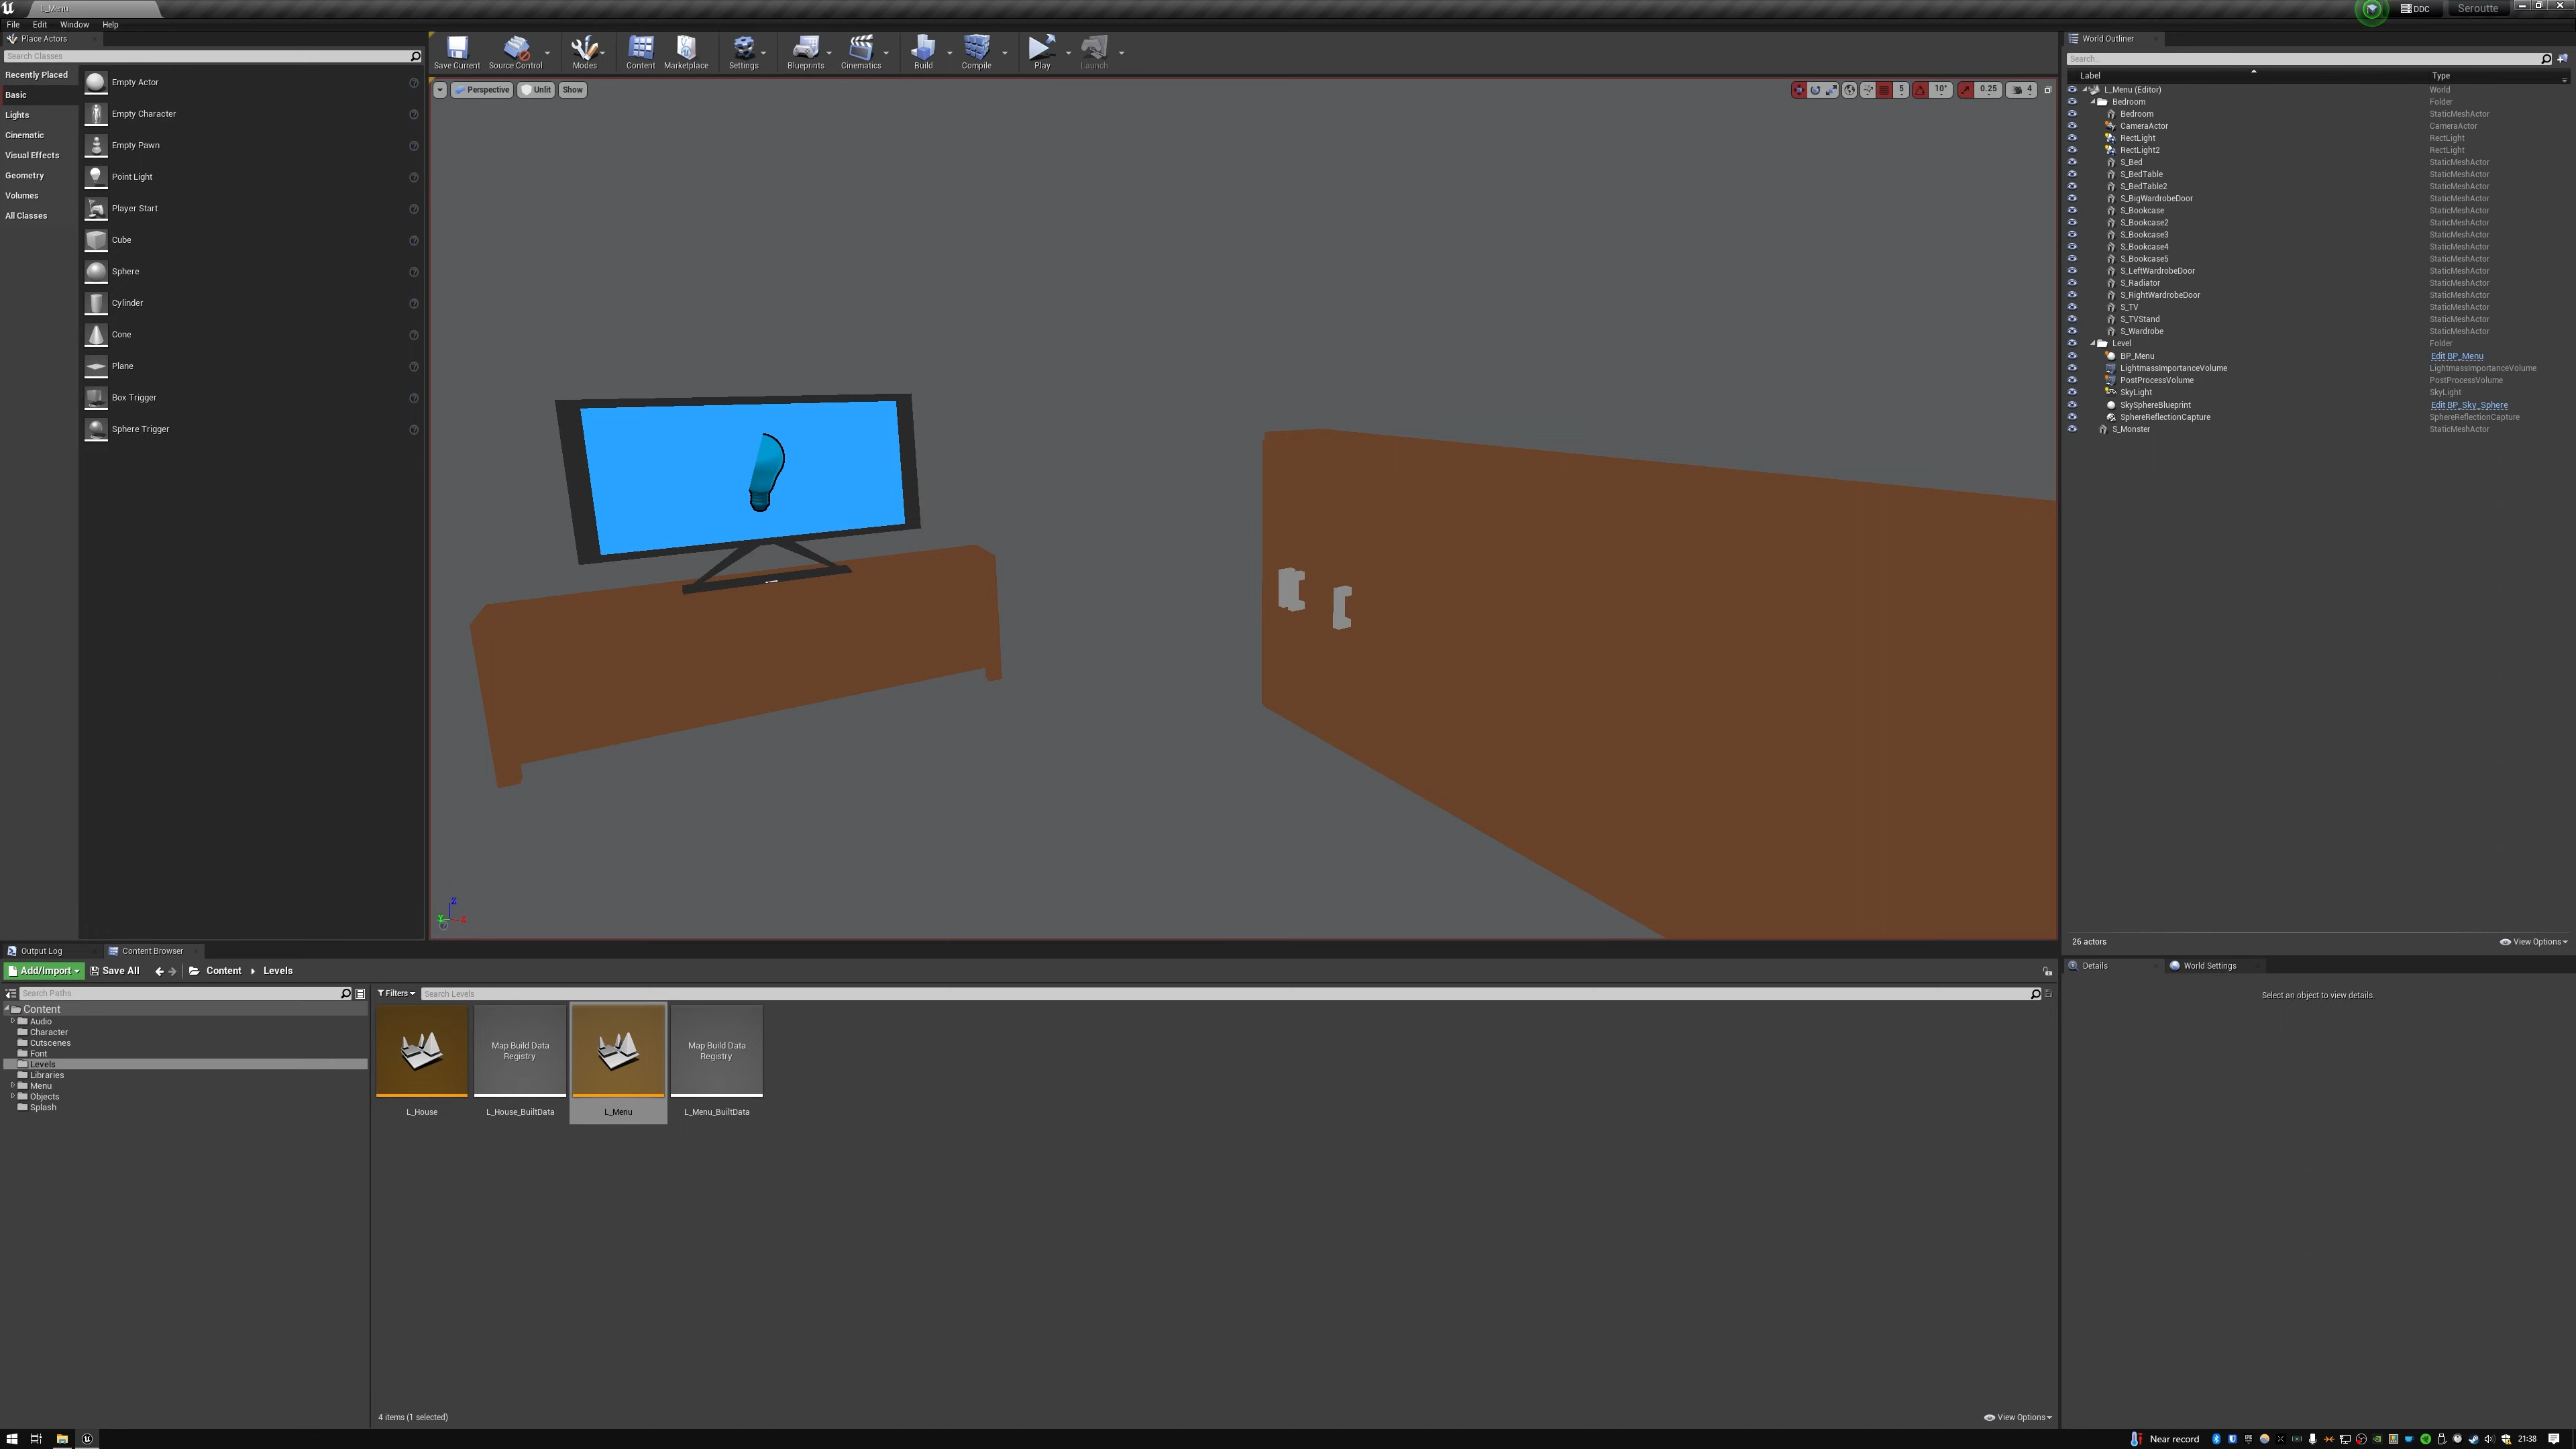 L_Menu
DDC
Seroutte
File Edit Window Help
Place Actors
Search Classes
Recently Placed
Basic
Lights
Cinematic
Visual Effects
Geometry
Volumes
All Classes
Empty Actor
Empty Character
Empty Pawn
Point Light
Player Start
Cube
Sphere
Cylinder
Cone
Plane
Box Trigger
Sphere Trigger
Save Current Source Control Modes Content Marketplace Settings Blueprints Cinematics Build Compile Play Launch
Perspective Unlit Show
5 10° 0.25 4
Z
World Outliner
Search...
Label Type
L_Menu (Editor) World
Bedroom Folder
Bedroom StaticMeshActor
CameraActor CameraActor
RectLight RectLight
RectLight2 RectLight
S_Bed StaticMeshActor
S_BedTable StaticMeshActor
S_BedTable2 StaticMeshActor
S_BigWardrobeDoor StaticMeshActor
S_Bookcase StaticMeshActor
S_Bookcase2 StaticMeshActor
S_Bookcase3 StaticMeshActor
S_Bookcase4 StaticMeshActor
S_Bookcase5 StaticMeshActor
S_LeftWardrobeDoor StaticMeshActor
S_Radiator StaticMeshActor
S_RightWardrobeDoor StaticMeshActor
S_TV StaticMeshActor
S_TVStand StaticMeshActor
S_Wardrobe StaticMeshActor
Level Folder
BP_Menu Edit BP_Menu
LightmassImportanceVolume LightmassImportanceVolume
PostProcessVolume PostProcessVolume
SkyLight SkyLight
SkySphereBlueprint Edit BP_Sky_Sphere
SphereReflectionCapture SphereReflectionCapture
S_Monster StaticMeshActor
26 actors View Options
Details World Settings
Select an object to view details.
Output Log Content Browser
Add/Import Save All Content Levels
Search Paths
Content
Audio
Character
Cutscenes
Font
Levels
Libraries
Menu
Objects
Splash
Filters Search Levels
Map Build Data Registry
Map Build Data Registry
L_House L_House_BuiltData L_Menu L_Menu_BuiltData
4 items (1 selected) View Options
Near record 21:38